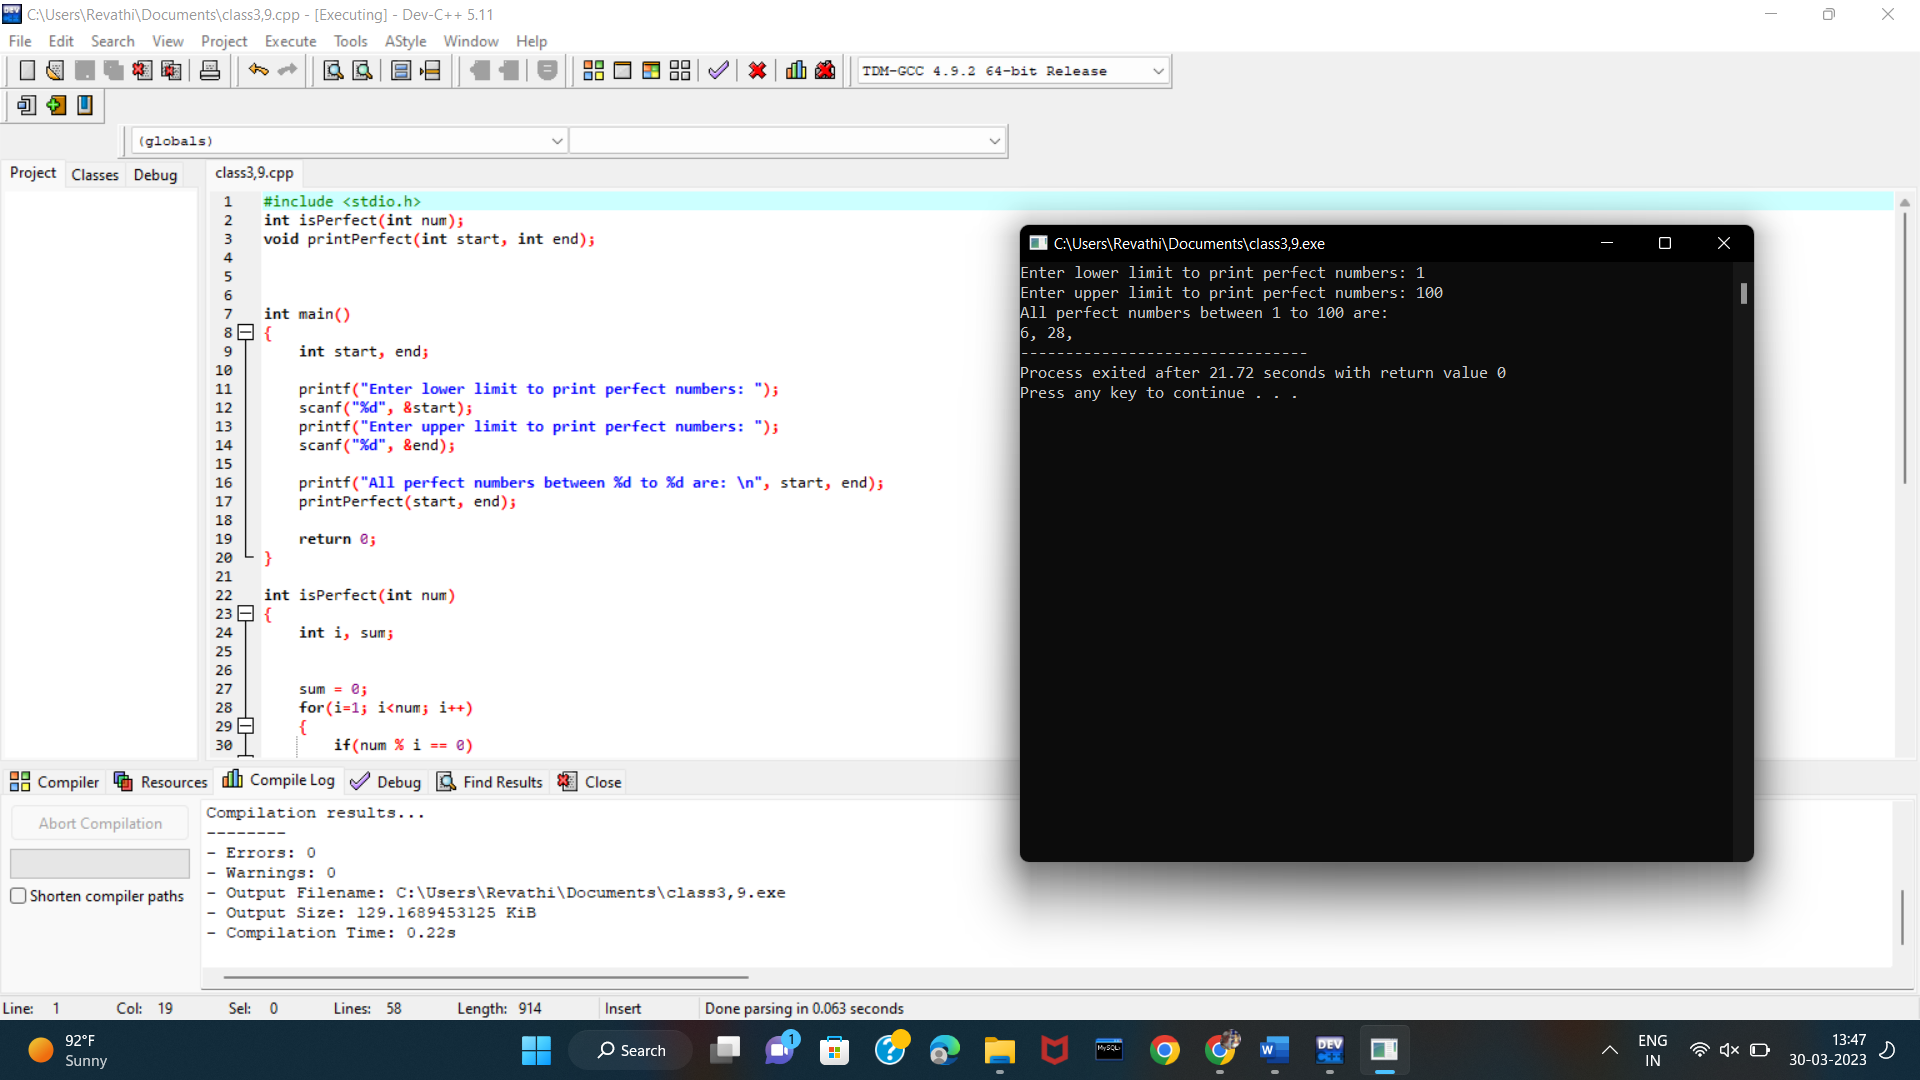 C:\Users\Revathi\Documents\class3,9.cpp - [Executing] - Dev-C++ 5.11
File Edit Search View Project Execute Tools AStyle Window Help
TDM-GCC 4.9.2 64-bit Release
(globals)
Project Classes Debug
class3,9.cpp
1 #include <stdio.h>
2 int isPerfect(int num);
3 void printPerfect(int start, int end);
4
5
6
7 int main()
8 {
9 int start, end;
10
11 printf("Enter lower limit to print perfect numbers: ");
12 scanf("%d", &start);
13 printf("Enter upper limit to print perfect numbers: ");
14 scanf("%d", &end);
15
16 printf("All perfect numbers between %d to %d are: \n", start, end);
17 printPerfect(start, end);
18
19 return 0;
20 }
21
22 int isPerfect(int num)
23 {
24 int i, sum;
25
26
27 sum = 0;
28 for(i=1; i<num; i++)
29 {
30 if(num % i == 0)
C:\Users\Revathi\Documents\class3,9.exe
Enter lower limit to print perfect numbers: 1
Enter upper limit to print perfect numbers: 100
All perfect numbers between 1 to 100 are:
6, 28,
--------------------------------
Process exited after 21.72 seconds with return value 0
Press any key to continue . . .
Compiler Resources Compile Log Debug Find Results Close
Abort Compilation
Shorten compiler paths
Compilation results...
--------
- Errors: 0
- Warnings: 0
- Output Filename: C:\Users\Revathi\Documents\class3,9.exe
- Output Size: 129.1689453125 KiB
- Compilation Time: 0.22s
Line: 1 Col: 19 Sel: 0 Lines: 58 Length: 914 Insert Done parsing in 0.063 seconds
92°F
Sunny
Search
1
MySQL
W
DEV
C++
ENG
IN
13:47
30-03-2023